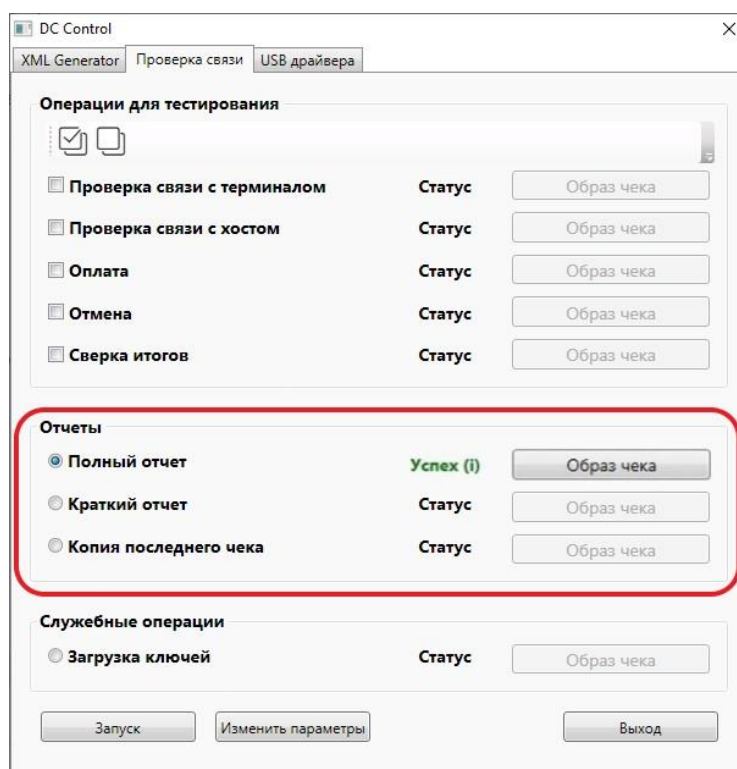 DC Control
XML Generator Проверка связи USB драйвера
Операции для тестирования
Проверка связи с терминалом Статус Образ чека
Проверка связи с хостом Статус Образ чека
Оплата Статус Образ чека
Отмена Статус Образ чека
Сверка итогов Статус Образ чека
Отчеты
Полный отчет Успех (i) Образ чека
Краткий отчет Статус Образ чека
Копия последнего чека Статус Образ чека
Служебные операции
Загрузка ключей Статус Образ чека
Запуск Изменить параметры Выход